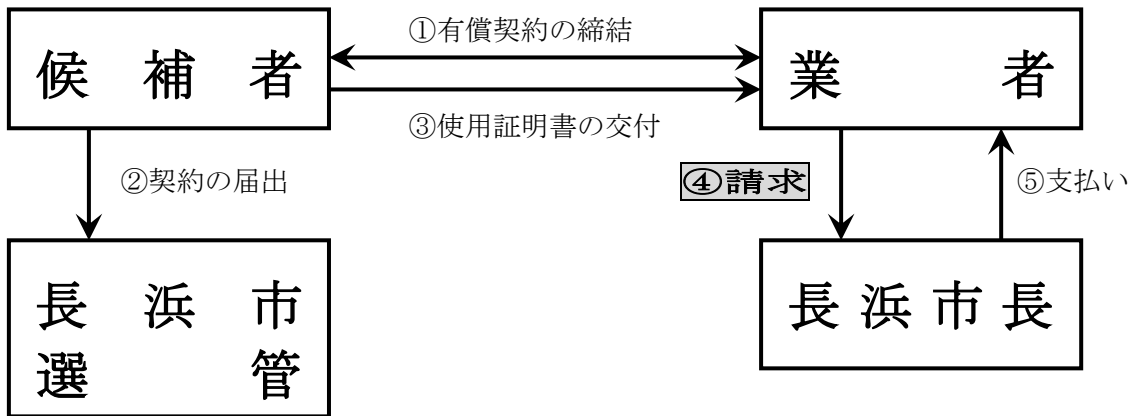 ①有償契約の締結
候補者
業者
③使用証明書の交付
②契約の届出
④請求
⑤支払い
長浜市
選管
長浜市長